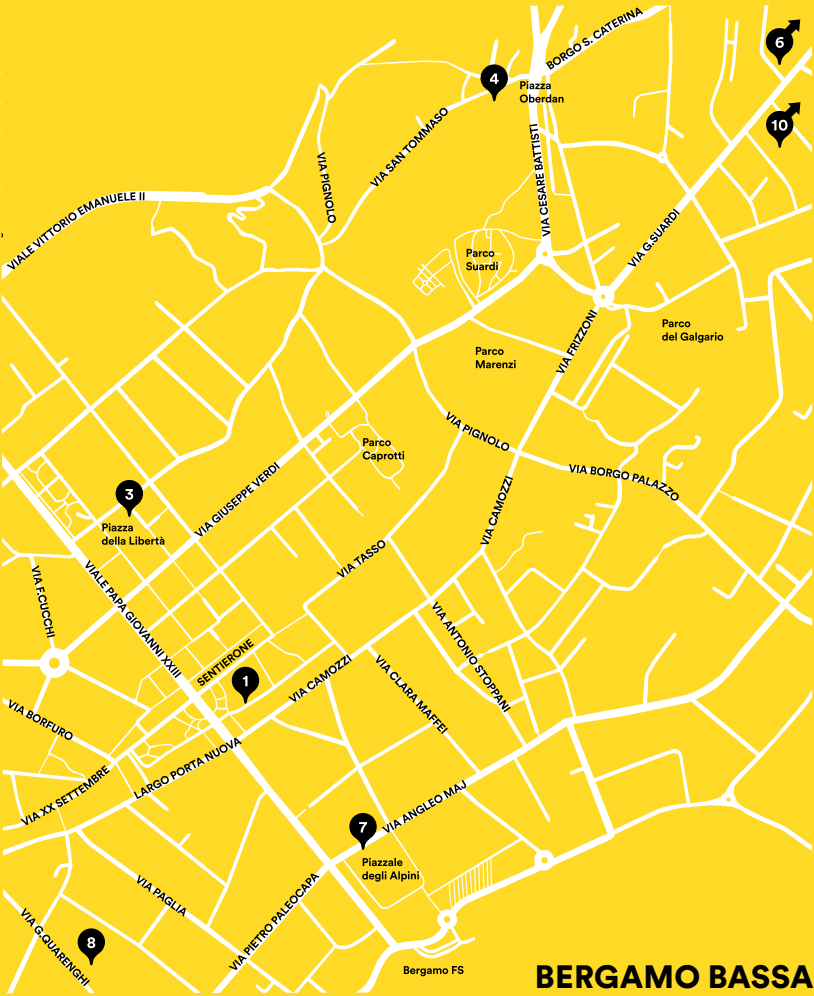 BORGO S. CATERINA
6
4
Piazza
Oberdan
10
VIA SAN TOMMASO
VIA CESARE BATTISTI
VIA PIGNOLO
VIALE VITTORIO EMANUELE II
VIA G.SUARDI
Parco
Suardi
Parco
del Galgario
VIA FRIZZONI
Parco
Marenzi
VIA PIGNOLO
Parco
Caprotti
VIA BORGO PALAZZO
3
VIA GIUSEPPE VERDI
VIA CAMOZZI
Piazza
della Libertà
VIA TASSO
VIA F.CUCCHI
VIALE PAPA GIOVANNI XXIII
VIA ANTONIO STOPPANI
SENTIERONE
1
VIA CAMOZZI
VIA CLARA MAFFEI
VIA BORFURO
LARGO PORTA NUOVA
VIA XX SETTEMBRE
VIA ANGLEO MAJ
7
Piazzale
degli Alpini
VIA PAGLIA
VIA PIETRO PALEOCAPA
VIA G.QUARENGHI
8
Bergamo FS
BERGAMO BASSA